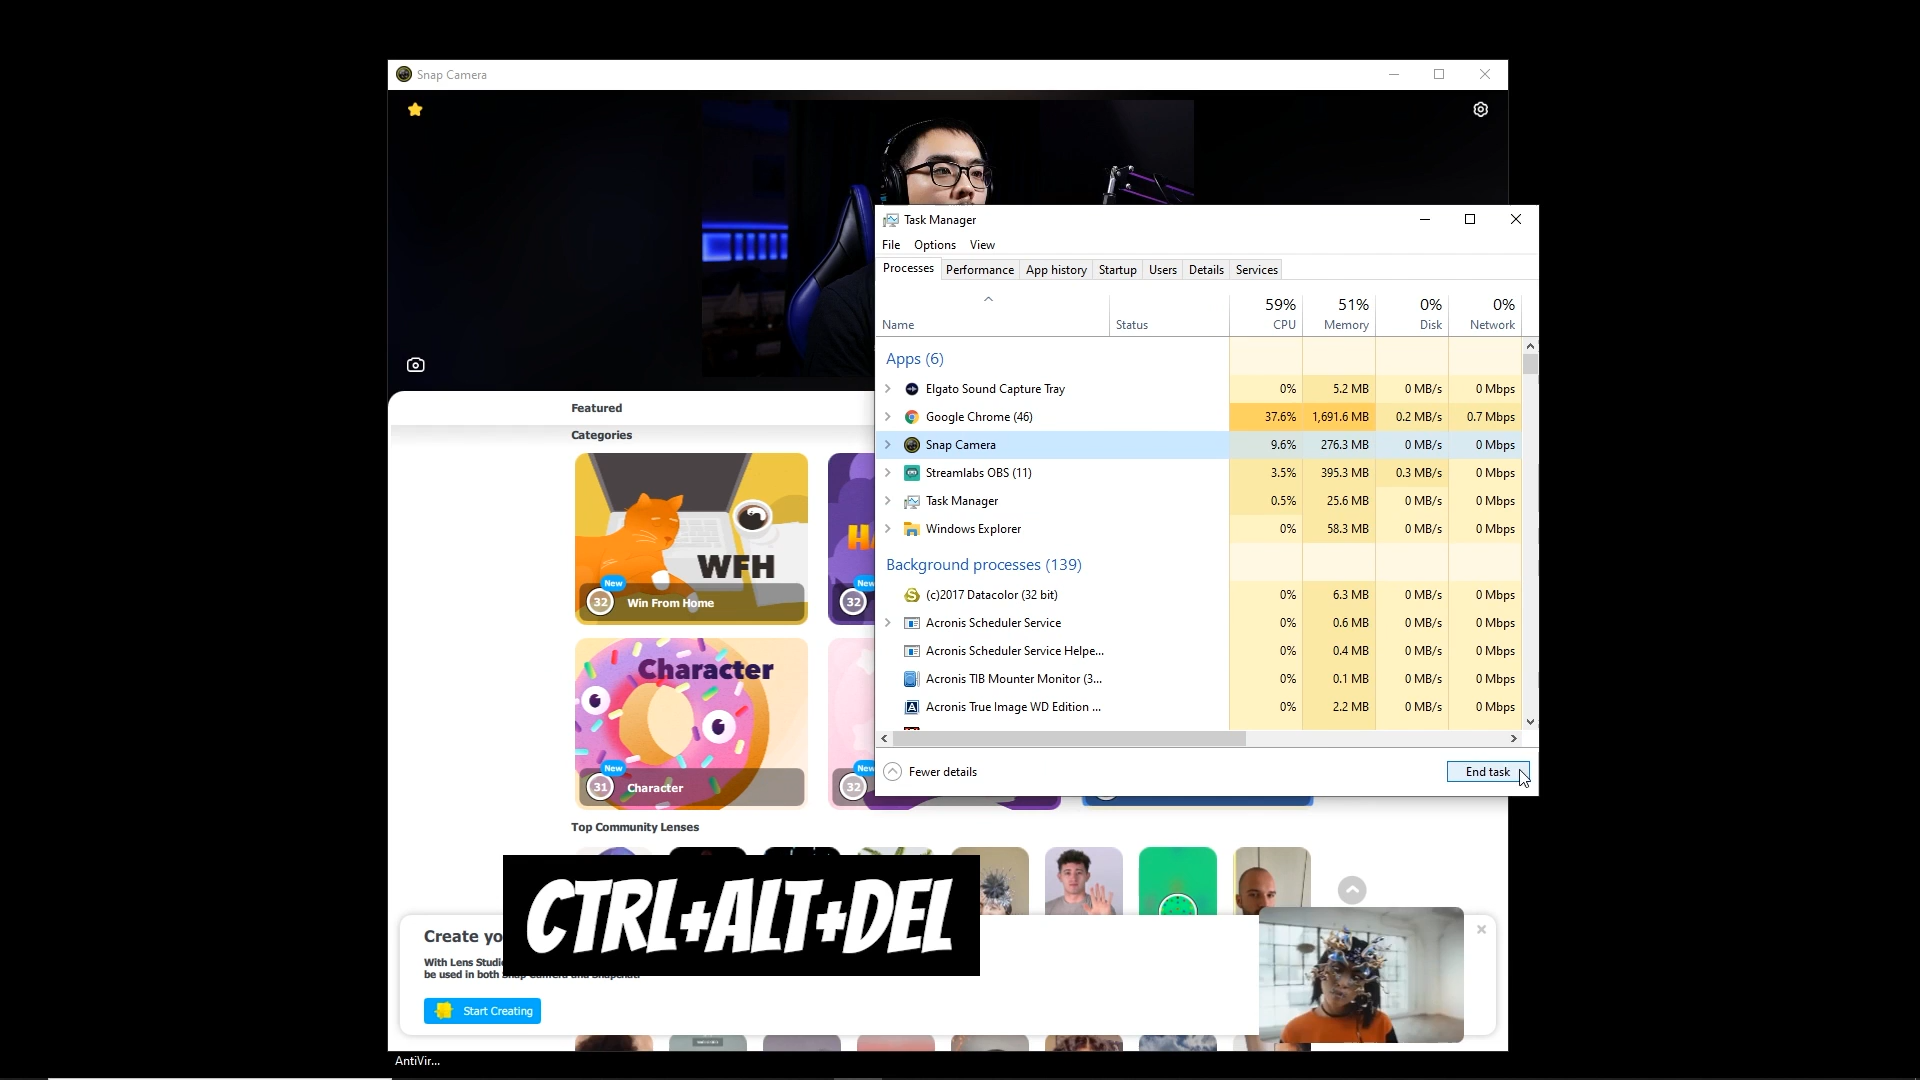 Snap Camera
Task Manager
File Options View
Processes Performance App history Startup Users Details Services
59% 51% 0% 0%
Name Status CPU Memory Disk Network
Apps (6)
Elgato Sound Capture Tray 0% 5.2 MB 0 MB/s 0 Mbps
Google Chrome (46) 37.6% 1,691.6 MB 0.2 MB/s 0.7 Mbps
Snap Camera 9.6% 276.3 MB 0 MB/s 0 Mbps
Streamlabs OBS (11) 3.5% 395.3 MB 0.3 MB/s 0 Mbps
Task Manager 0.5% 25.6 MB 0 MB/s 0 Mbps
Windows Explorer 0% 58.3 MB 0 MB/s 0 Mbps
Background processes (139)
(c)2017 Datacolor (32 bit) 0% 6.3 MB 0 MB/s 0 Mbps
Acronis Scheduler Service 0% 0.6 MB 0 MB/s 0 Mbps
Acronis Scheduler Service Helpe... 0% 0.4 MB 0 MB/s 0 Mbps
Acronis TIB Mounter Monitor (3... 0% 0.1 MB 0 MB/s 0 Mbps
Acronis True Image WD Edition ... 0% 2.2 MB 0 MB/s 0 Mbps
Fewer details
End task
Featured
Categories
WFH
New New
32 Win From Home 32
Character
New New
31 Character 32
Top Community Lenses
CTRL+ALT+DEL
Create yo
With Lens Studi
be used in both
Start Creating
AntiVir...